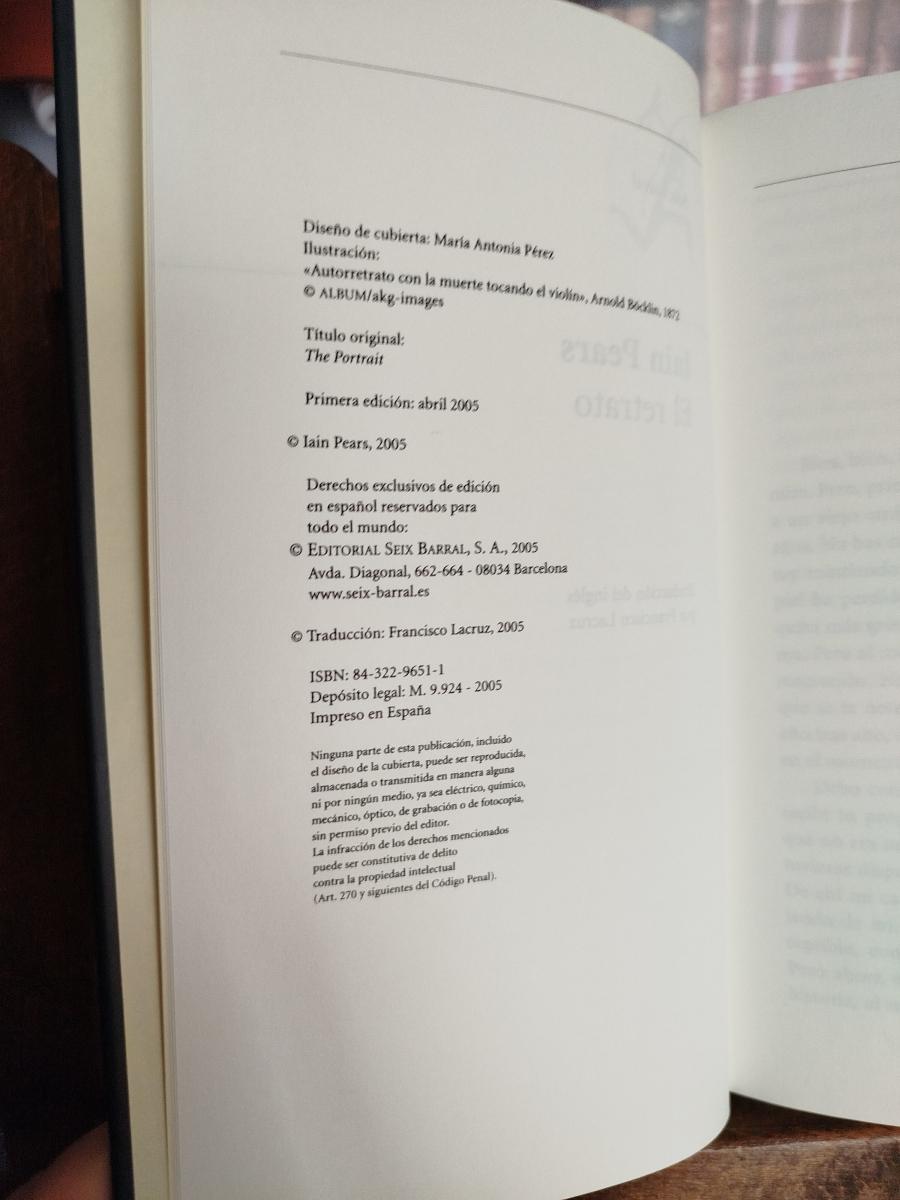 Diseño de cubierta: María Antonia Pérez
Ilustración:
«Autorretrato con la muerte tocando el violín», Arnold Böcklin, 1872
© ALBUM/akg-images
Título original:
The Portrait
Primera edición: abril 2005
© Iain Pears, 2005
Derechos exclusivos de edición
en español reservados para
todo el mundo:
© EDITORIAL SEIX BARRAL, S. A., 2005
Avda. Diagonal, 662-664 - 08034 Barcelona
www.seix-barral.es
© Traducción: Francisco Lacruz, 2005
ISBN: 84-322-9651-1
Depósito legal: M. 9.924 - 2005
Impreso en España
Ninguna parte de esta publicación, incluido
el diseño de la cubierta, puede ser reproducida,
almacenada o transmitida en manera alguna
ni por ningún medio, ya sea eléctrico, químico,
mecánico, óptico, de grabación o de fotocopia,
sin permiso previo del editor.
La infracción de los derechos mencionados
puede ser constitutiva de delito
contra la propiedad intelectual
(Art. 270 y siguientes del Código Penal).
Iain Pears
El retrato